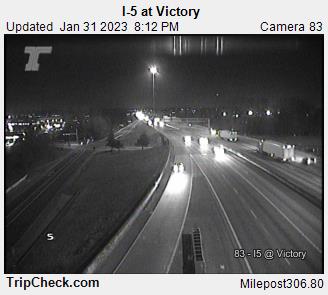 I-5 at Victory
Updated Jan 31 2023 8:12 PM Camera 83
T
S
83 - I5 @ Victory
TripCheck.com Milepost306.80